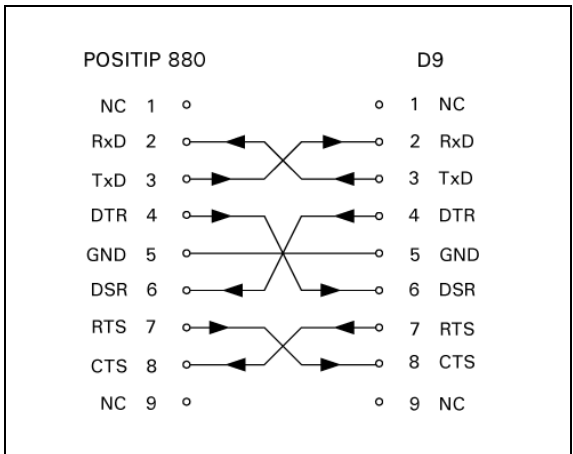 POSITIP 880 D9
NC 1 1 NC
RxD 2 2 RxD
TxD 3 3 TxD
DTR 4 4 DTR
GND 5 5 GND
DSR 6 6 DSR
RTS 7 7 RTS
CTS 8 8 CTS
NC 9 9 NC